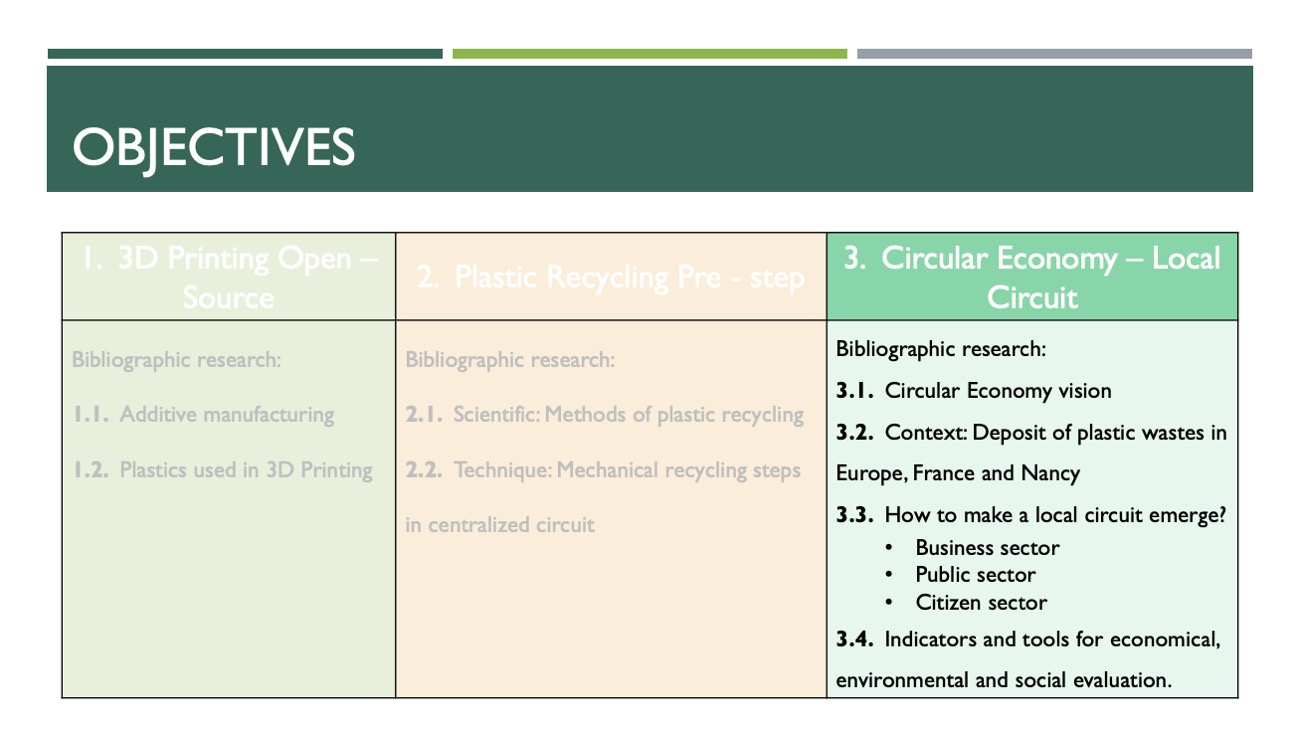 OBJECTIVES
1. 3D Printing Open –
Source
2. Plastic Recycling Pre - step
3. Circular Economy – Local
Circuit
Bibliographic research:
1.1. Additive manufacturing
1.2. Plastics used in 3D Printing
Bibliographic research:
2.1. Scientific: Methods of plastic recycling
2.2. Technique: Mechanical recycling steps
in centralized circuit
Bibliographic research:
3.1. Circular Economy vision
3.2. Context: Deposit of plastic wastes in
Europe, France and Nancy
3.3. How to make a local circuit emerge?
• Business sector
• Public sector
• Citizen sector
3.4. Indicators and tools for economical,
environmental and social evaluation.